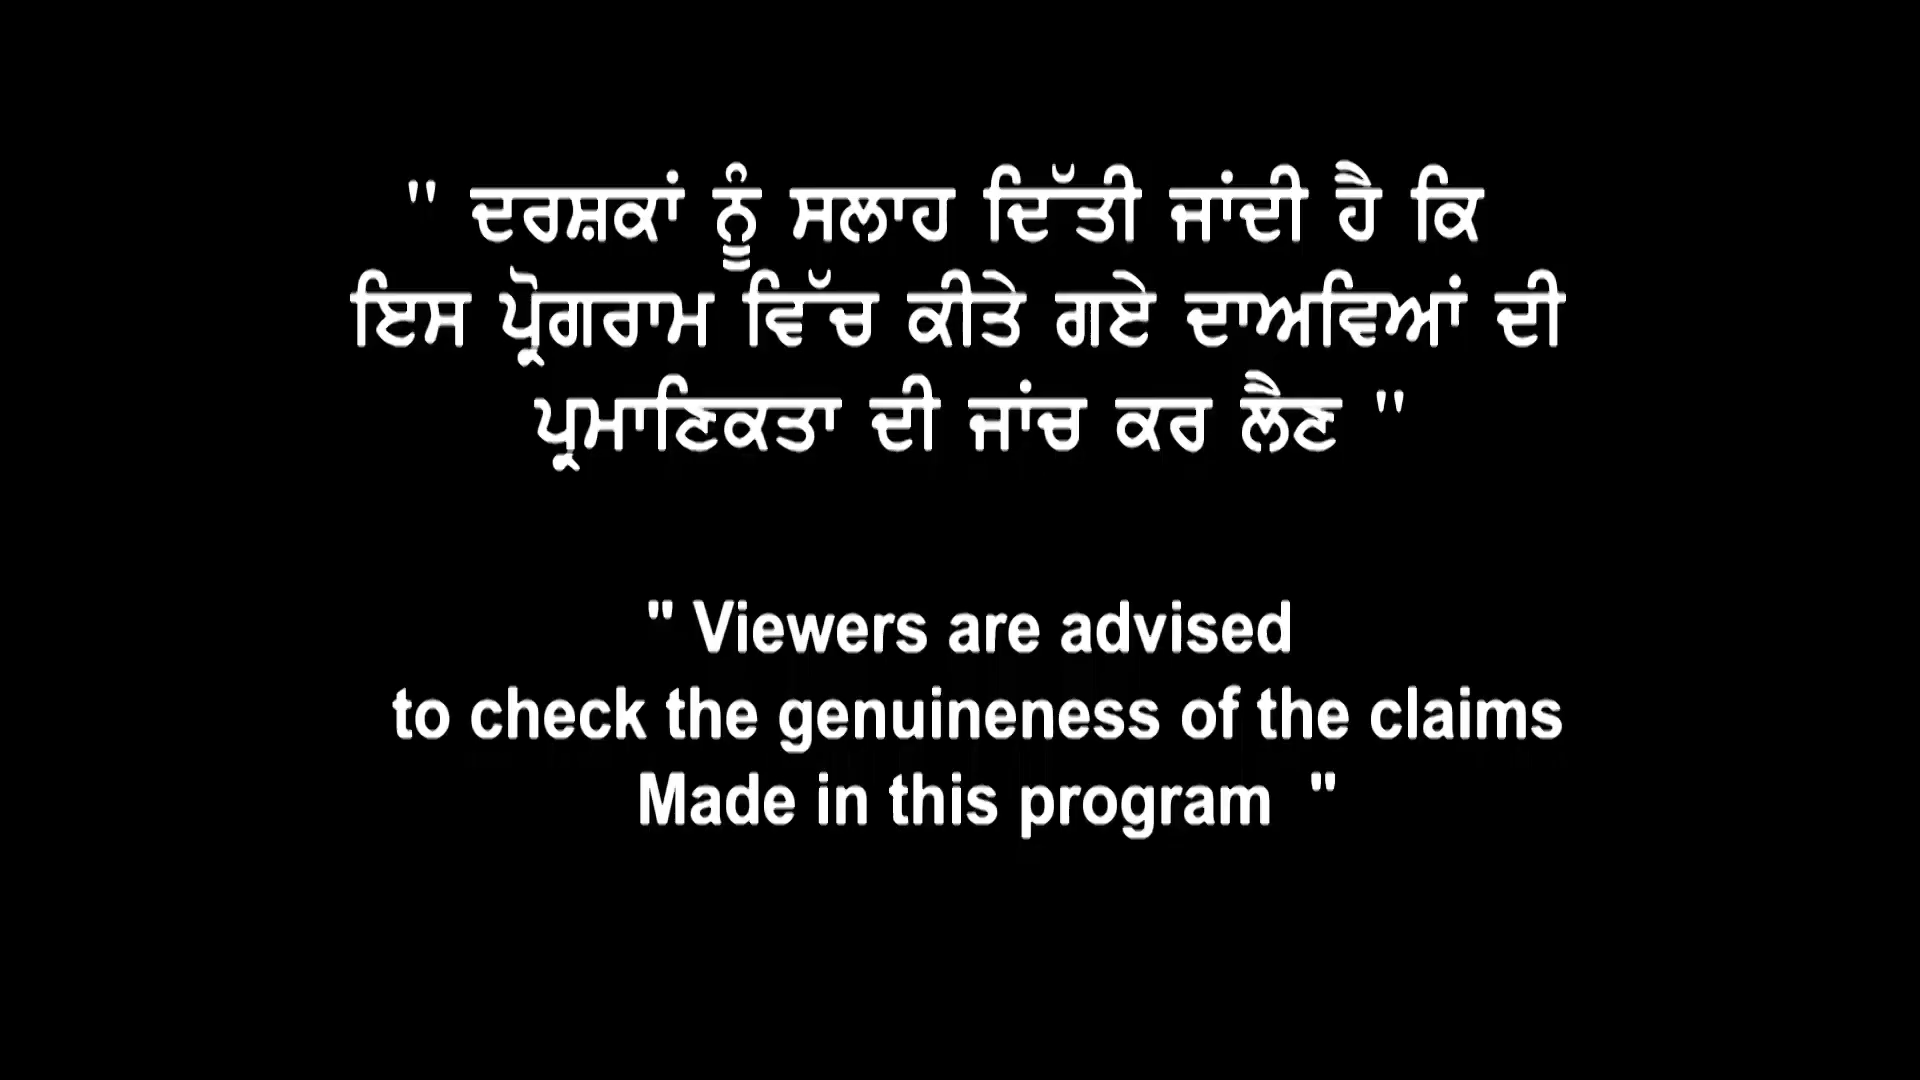 " ਦਰਸ਼ਕਾਂ ਨੂੰ ਸਲਾਹ ਦਿੱਤੀ ਜਾਂਦੀ ਹੈ ਕਿ
ਇਸ ਪ੍ਰੋਗਰਾਮ ਵਿੱਚ ਕੀਤੇ ਗਏ ਦਾਅਵਿਆਂ ਦੀ
ਪ੍ਰਮਾਣਿਕਤਾ ਦੀ ਜਾਂਚ ਕਰ ਲੈਣ "
" Viewers are advised
to check the genuineness of the claims
Made in this program "